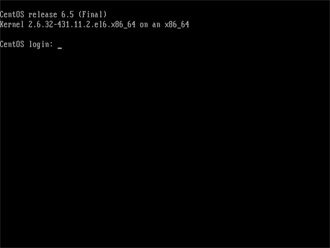 CentOS release 6.5 (Final)
Kernel 2.6.32-431.11.2.el6.x86_64 on an x86_64
CentOS login: _